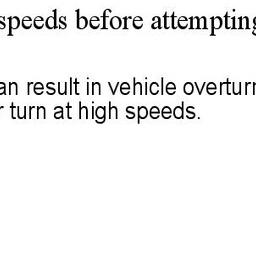 speeds before attempting
an result in vehicle overturn
r turn at high speeds.